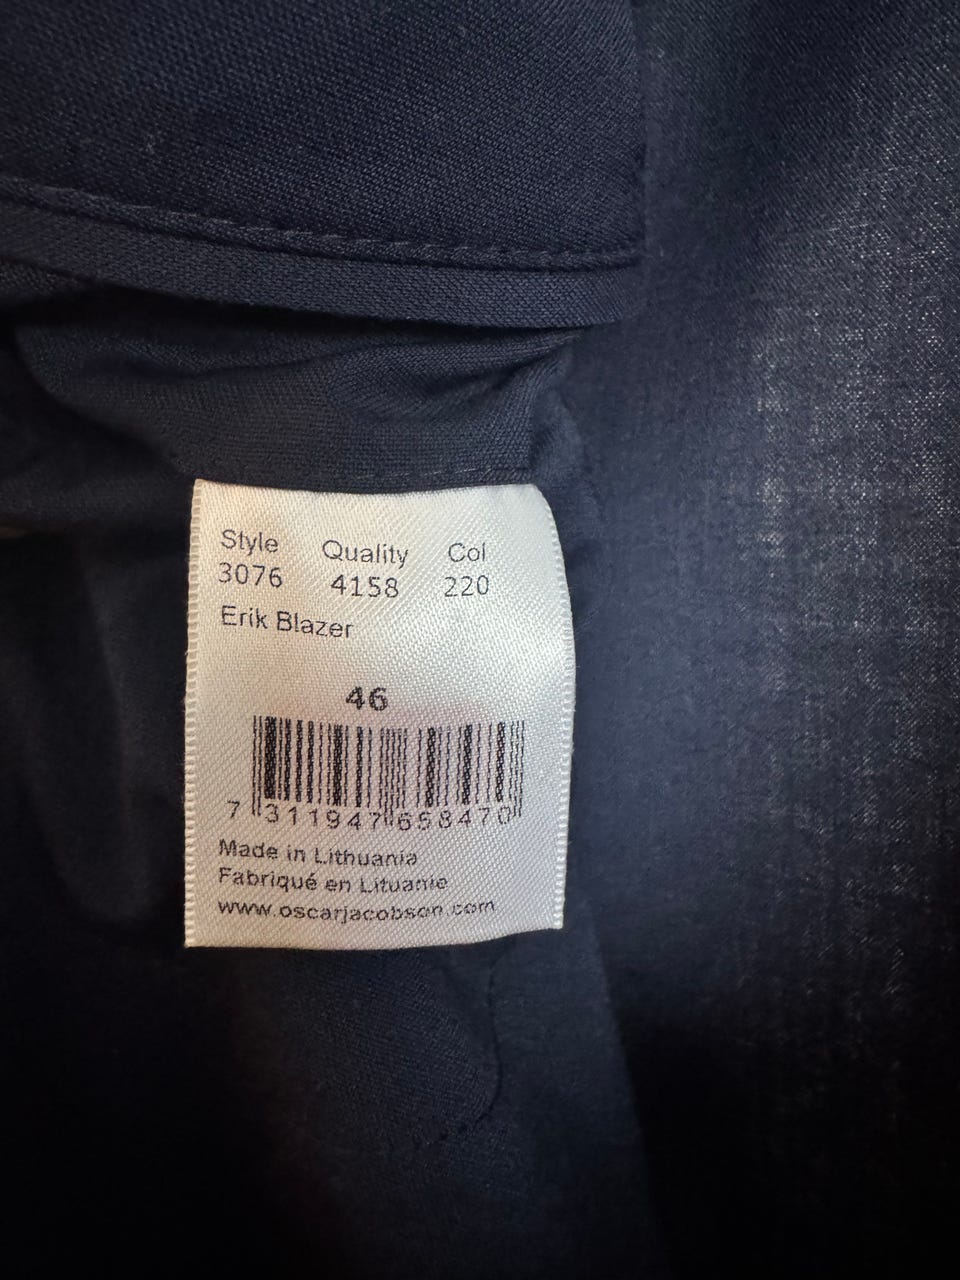 Style Quality Col
3076 4158 220
Erik Blazer
46
7 311947 658470
Made in Lithuania
Fabriqué en Lituanie
www.oscarjacobson.com